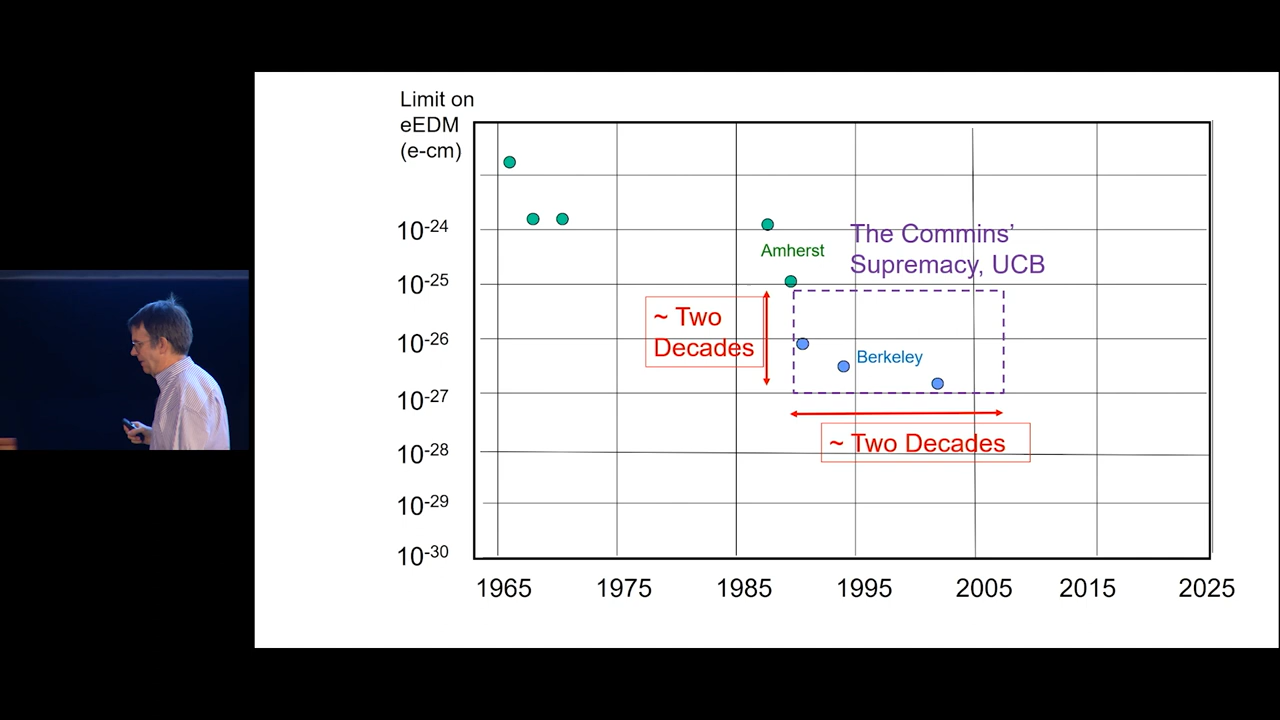 Limit on
eEDM
(e-cm)
10-24
10-25
10-26
10-27
10-28
10-29
10-30
Amherst
The Commins’
Supremacy, UCB
~ Two
Decades
Berkeley
~ Two Decades
1965 1975 1985 1995 2005 2015 2025